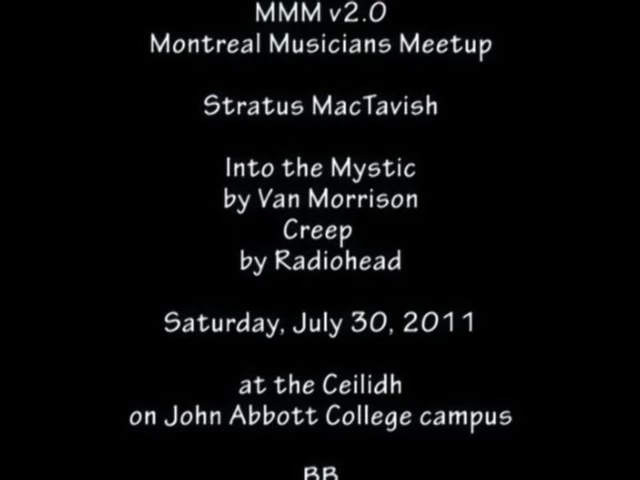 MMM v2.0
Montreal Musicians Meetup
Stratus MacTavish
Into the Mystic
by Van Morrison
Creep
by Radiohead
Saturday, July 30, 2011
at the Ceilidh
on John Abbott College campus